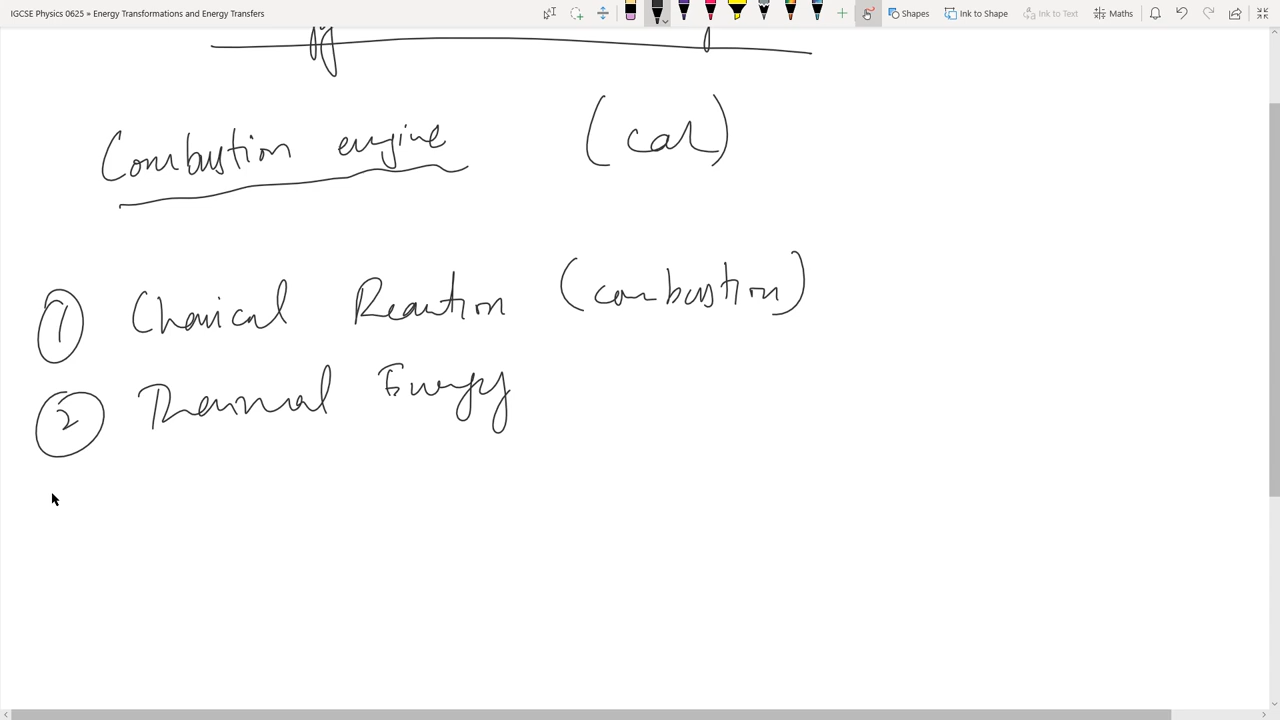 IGCSE Physics 0625 » Energy Transformations and Energy Transfers
Shapes Ink to Shape Ink to Text Maths
Combustion engine (car)
1 Chemical Reaction (combustion)
2 Thermal Energy